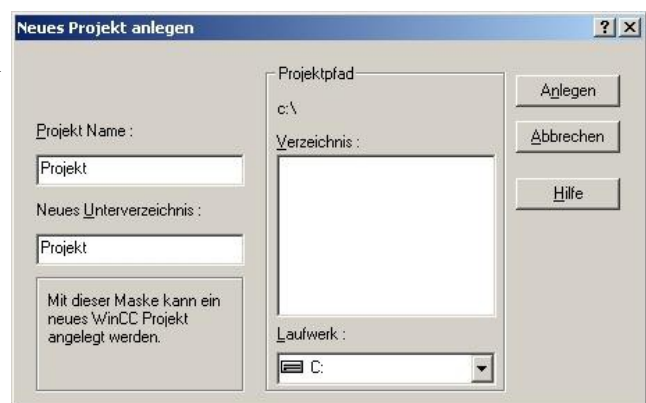 Neues Projekt anlegen
Projekt Name :
Projekt
Neues Unterverzeichnis :
Projekt
Mit dieser Maske kann ein
neues WinCC Projekt
angelegt werden.
Projektpfad
c:\
Verzeichnis :
Laufwerk :
C:
Anlegen
Abbrechen
Hilfe